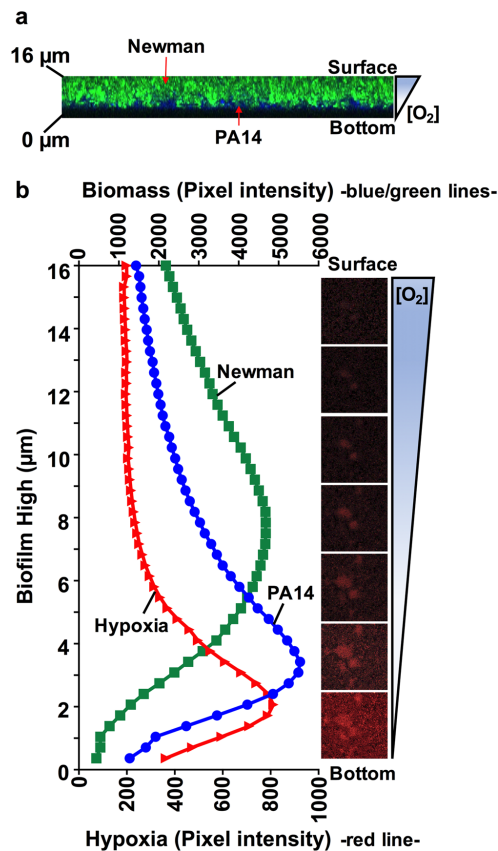 a
Newman
16 μm
Surface
[O₂]
0 μm
PA14
Bottom
b
Biomass (Pixel intensity) -blue/green lines-
0 1000 2000 3000 4000 5000 6000
Surface
16
14
12
10
8
6
4
2
0
Biofilm High (μm)
[O₂]
Newman
PA14
Hypoxia
Bottom
0 200 400 600 800 1000
Hypoxia (Pixel intensity) -red line-